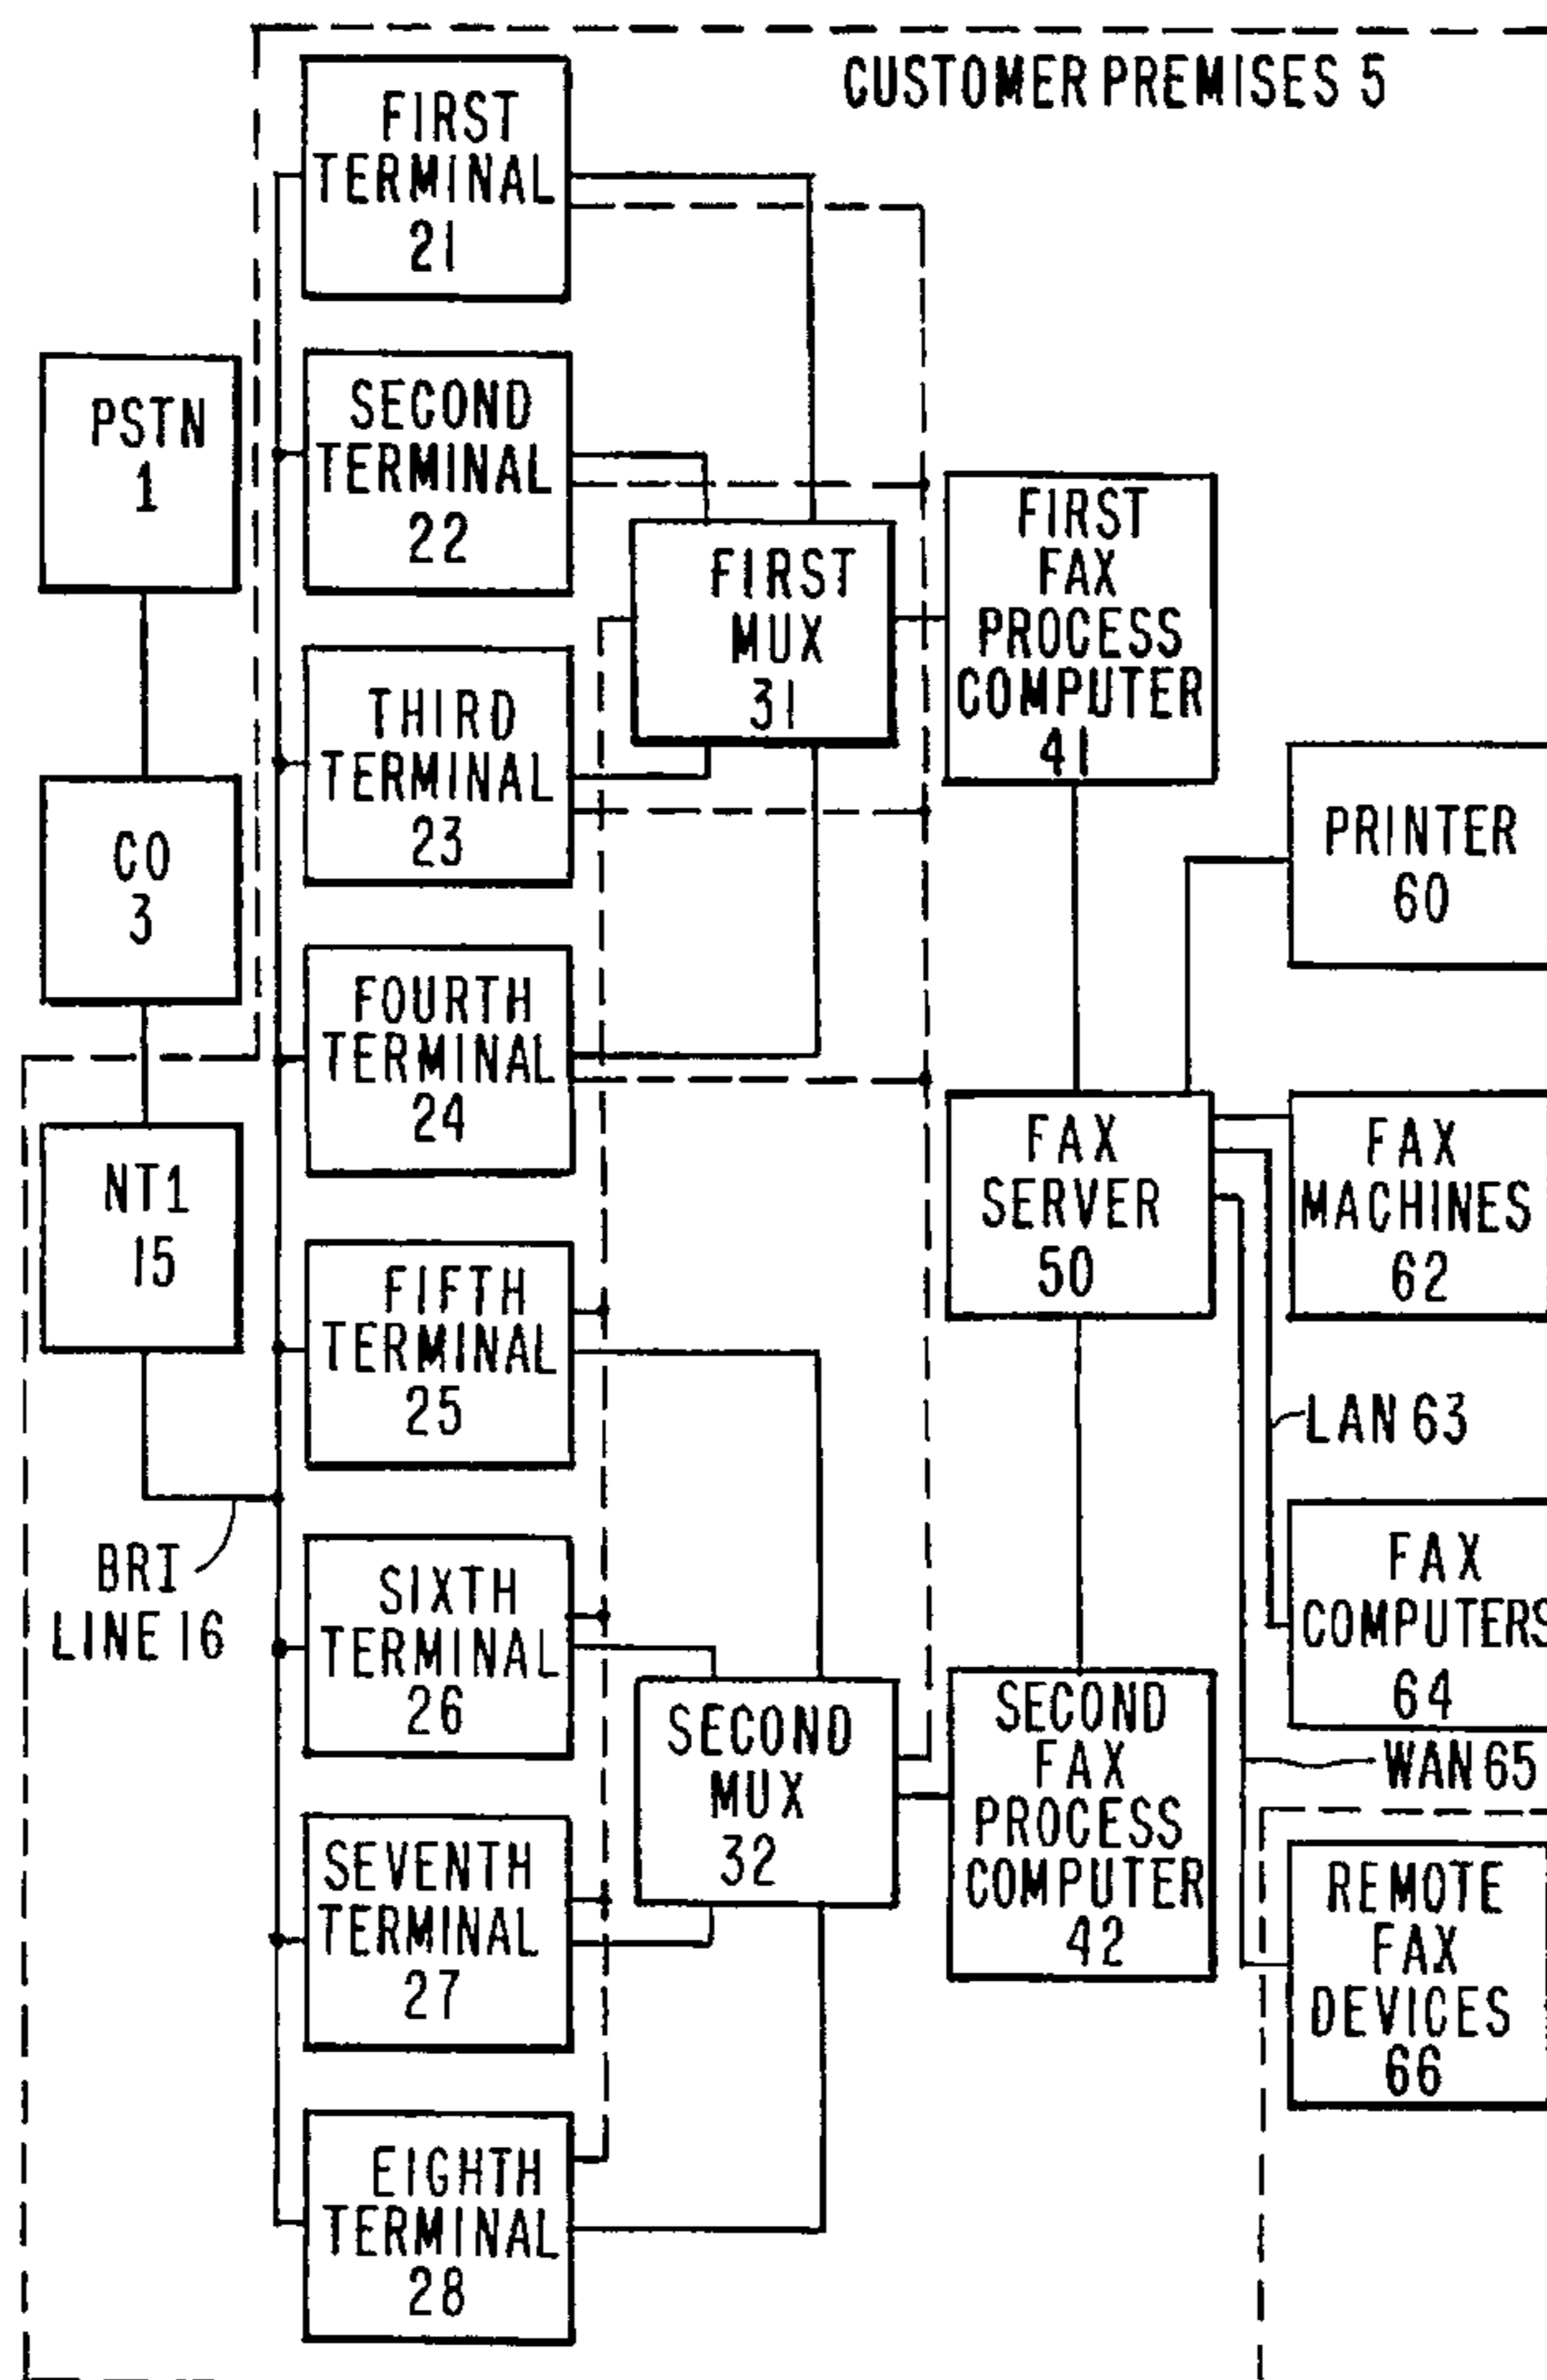 CUSTOMER PREMISES 5
FIRST
TERMINAL
21
PSTN
1
SECOND
TERMINAL
22
FIRST
MUX
31
FIRST
FAX
PROCESS
COMPUTER
41
THIRD
TERMINAL
23
CO
3
PRINTER
60
FOURTH
TERMINAL
24
NT1
15
FAX
SERVER
50
FAX
MACHINES
62
FIFTH
TERMINAL
25
LAN 63
BRI
LINE 16
SIXTH
TERMINAL
26
FAX
COMPUTERS
64
SECOND
MUX
32
SECOND
FAX
PROCESS
COMPUTER
42
WAN 65
SEVENTH
TERMINAL
27
REMOTE
FAX
DEVICES
66
EIGHTH
TERMINAL
28